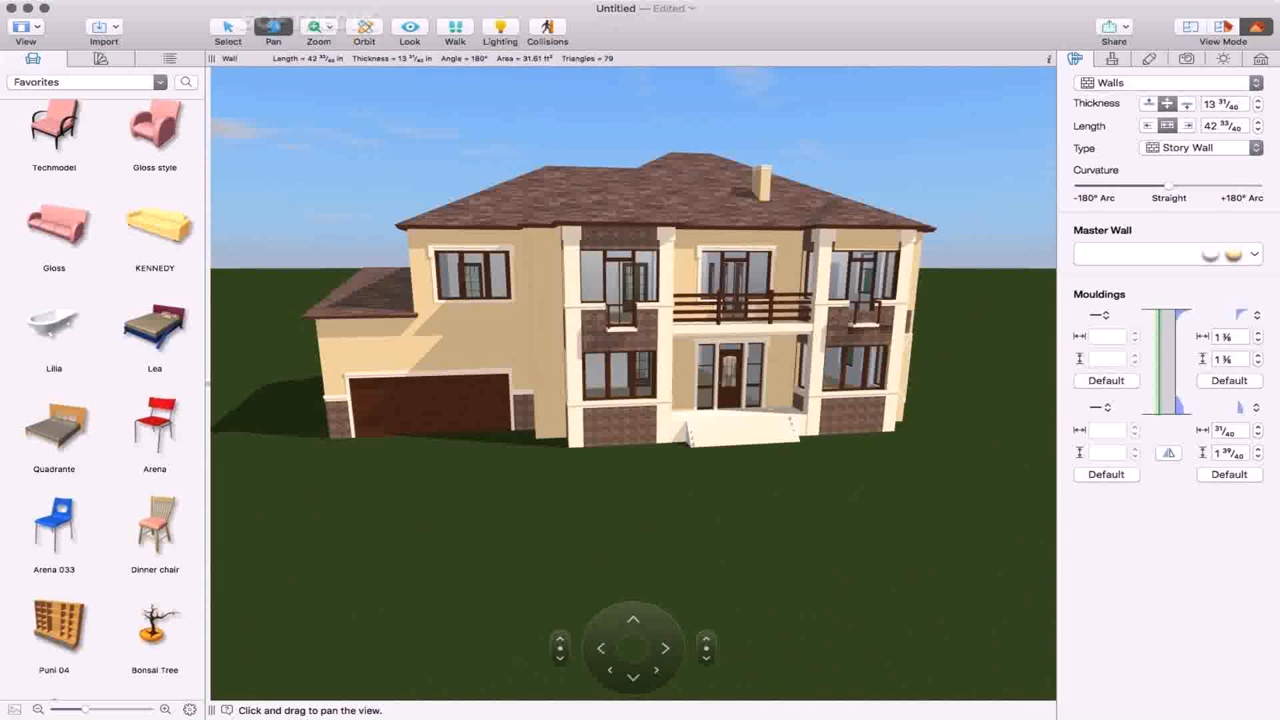 Untitled — Edited
View
Import
Select
Pan
Zoom
Orbit
Look
Walk
Lighting
Collisions
Share
View Mode
Wall Length = 42 33/40 in Thickness = 13 31/40 in Angle = 180° Area = 31.61 ft² Triangles = 79
Favorites
Techmodel
Gloss style
Gloss
KENNEDY
Lilia
Lea
Quadrante
Arena
Arena 033
Dinner chair
Puni 04
Bonsai Tree
Walls
Thickness 13 31/40
Length 42 33/40
Type Story Wall
Curvature
-180° Arc Straight +180° Arc
Master Wall
Mouldings
1 ⅜
1 ⅜
Default Default
31/40
1 39/40
Default Default
Click and drag to pan the view.